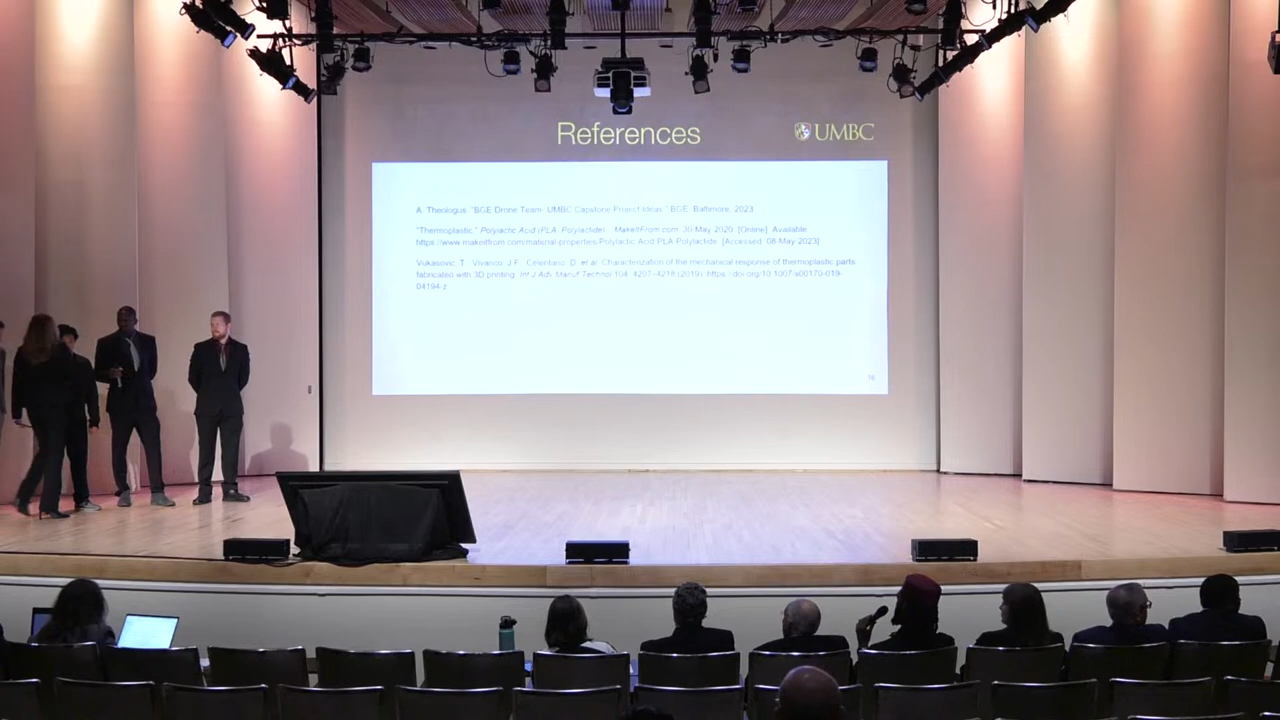 References
UMBC
A. Theologus. "BGE Drone Team- UMBC Capstone Project Ideas." BGE. Baltimore, 2023
"Thermoplastic." Polylactic Acid (PLA, Polylactide) MakeItFrom.com. 30 May 2020. [Online]. Available:
https://www.makeitfrom.com/material-properties/Polylactic-Acid-PLA-Polylactide. [Accessed: 08-May 2023]
Vukasovic, T., Vivanco, J.F., Celentano, D. et al. Characterization of the mechanical response of thermoplastic parts
fabricated with 3D printing. Int J Adv Manuf Technol 104, 4207–4218 (2019). https://doi.org/10.1007/s00170-019-
04194-z
16